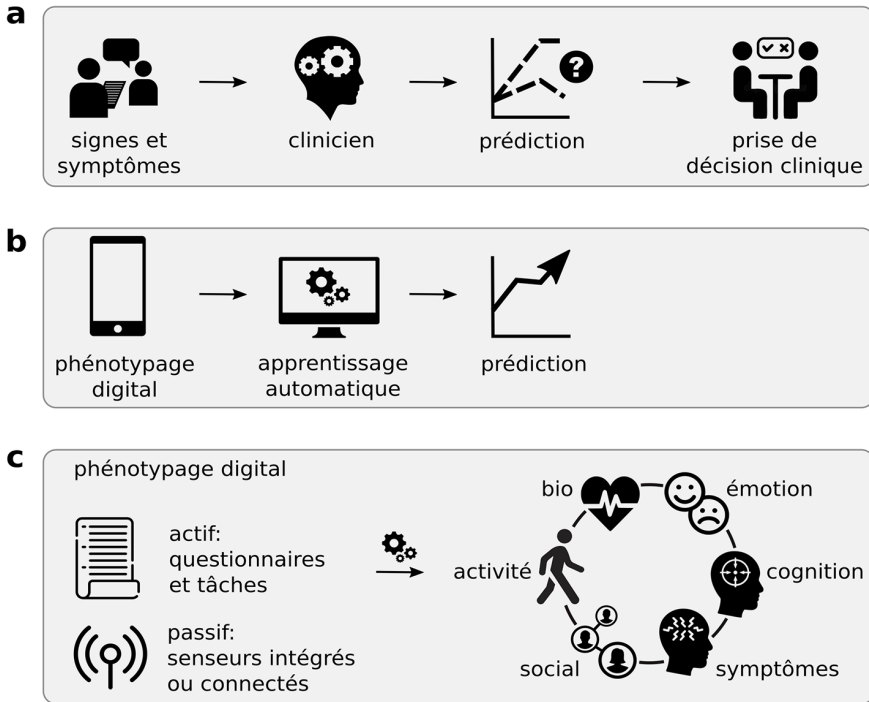 a
signes et
symptômes
clinicien
?
prédiction
prise de
décision clinique
b
phénotypage
digital
apprentissage
automatique
prédiction
c
phénotypage digital
actif:
questionnaires
et tâches
passif:
senseurs intégrés
ou connectés
bio
émotion
activité
cognition
social
symptômes